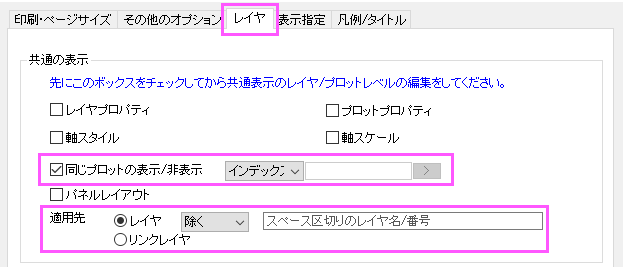 印刷・ページサイズ その他のオプション レイヤ 表示指定 凡例/タイトル
共通の表示
先にこのボックスをチェックしてから共通表示のレイヤ/プロットレベルの編集をしてください。
レイヤプロパティ プロットプロパティ
軸スタイル 軸スケール
同じプロットの表示/非表示 インデックス >
パネルレイアウト
適用先 レイヤ 除く スペース区切りのレイヤ名/番号
リンクレイヤ